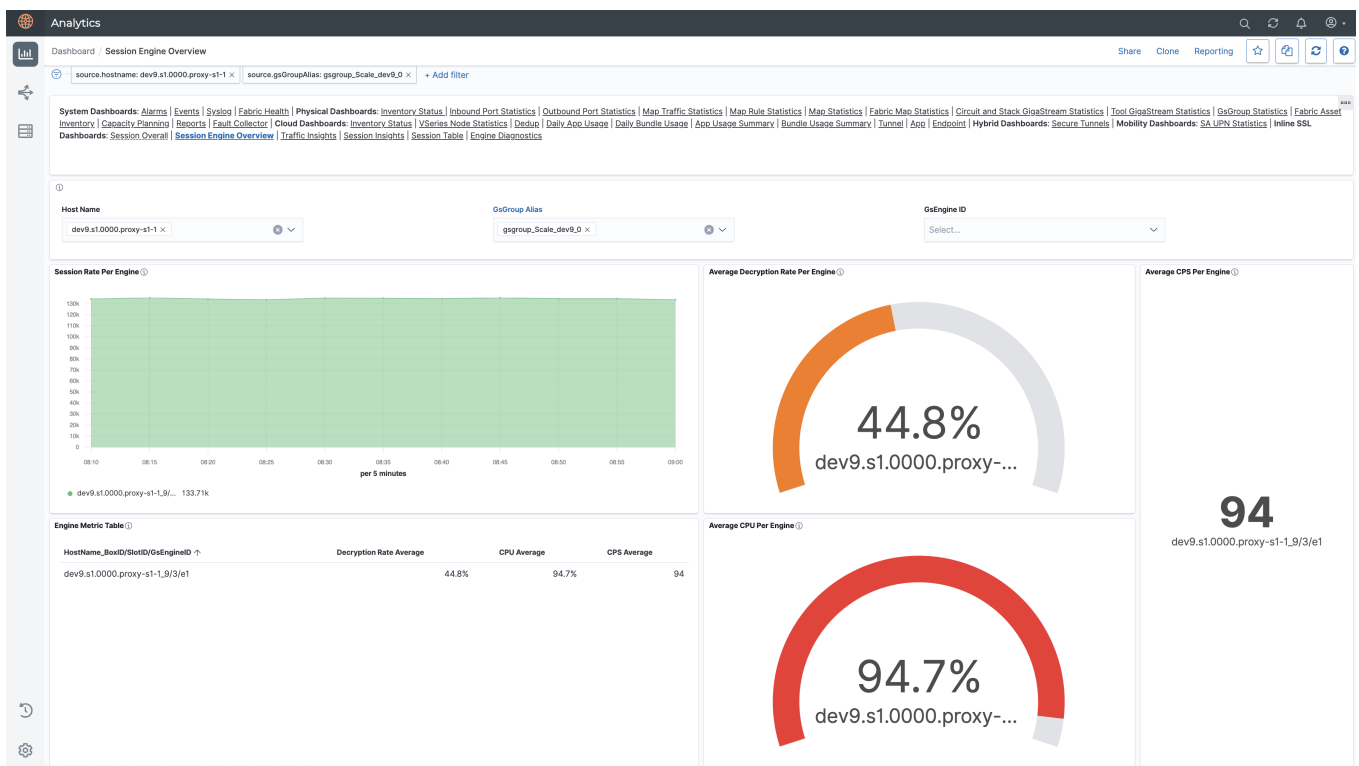 Analytics
Dashboard / Session Engine Overview
Share Clone Reporting
source.hostname: dev9.s1.0000.proxy-s1-1 ×
source.gsGroupAlias: gsgroup_Scale_dev9_0 ×
+ Add filter
System Dashboards: Alarms | Events | Syslog | Fabric Health | Physical Dashboards: Inventory Status | Inbound Port Statistics | Outbound Port Statistics | Map Traffic Statistics | Map Rule Statistics | Map Statistics | Fabric Map Statistics | Circuit and Stack GigaStream Statistics | Tool GigaStream Statistics | GsGroup Statistics | Fabric Asset
Inventory | Capacity Planning | Reports | Fault Collector | Cloud Dashboards: Inventory Status | VSeries Node Statistics | Dedup | Daily App Usage | Daily Bundle Usage | App Usage Summary | Bundle Usage Summary | Tunnel | App | Endpoint | Hybrid Dashboards: Secure Tunnels | Mobility Dashboards: SA UPN Statistics | Inline SSL
Dashboards: Session Overall | Session Engine Overview | Traffic Insights | Session Insights | Session Table | Engine Diagnostics
Host Name
dev9.s1.0000.proxy-s1-1 ×
GsGroup Alias
gsgroup_Scale_dev9_0 ×
GsEngine ID
Select...
Session Rate Per Engine
130k
120k
110k
100k
90k
80k
70k
60k
50k
40k
30k
20k
10k
0
08:10 08:15 08:20 08:25 08:30 08:35 08:40 08:45 08:50 08:55 09:00
per 5 minutes
dev9.s1.0000.proxy-s1-1_9/... 133.71k
Average Decryption Rate Per Engine
44.8%
dev9.s1.0000.proxy-...
Average CPS Per Engine
94
dev9.s1.0000.proxy-s1-1_9/3/e1
Engine Metric Table
HostName_BoxID/SlotID/GsEngineID ↑ Decryption Rate Average CPU Average CPS Average
dev9.s1.0000.proxy-s1-1_9/3/e1 44.8% 94.7% 94
Average CPU Per Engine
94.7%
dev9.s1.0000.proxy-...